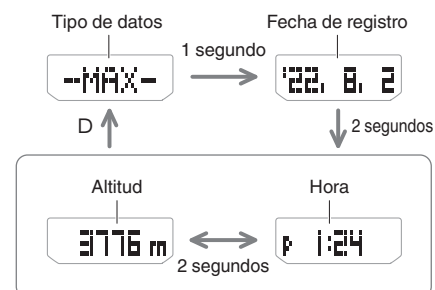 Tipo de datos
Fecha de registro
1 segundo
--MAX--
'22. 8. 2
D
2 segundos
Altitud
Hora
3776 m
P 1:24
2 segundos